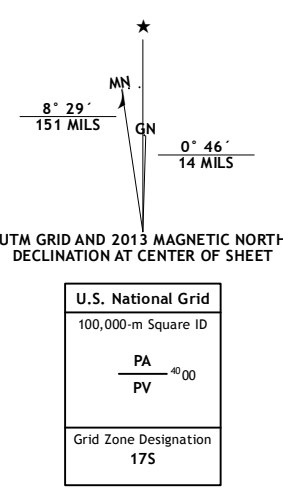 ★
MN
8° 29´
151 MILS
GN
0° 46´
14 MILS
UTM GRID AND 2013 MAGNETIC NORTH
DECLINATION AT CENTER OF SHEET
U.S. National Grid
100,000-m Square ID
PA
4000
PV
Grid Zone Designation
17S